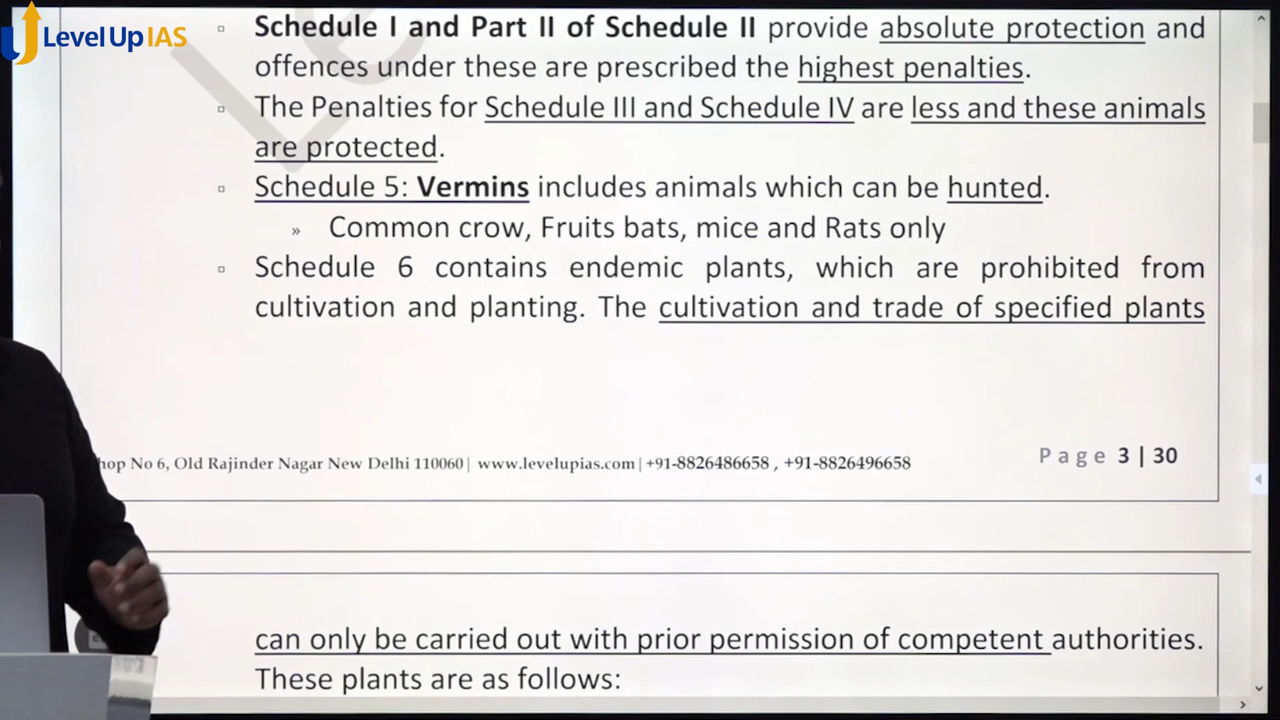 Level Up IAS
▫ Schedule I and Part II of Schedule II provide absolute protection and
offences under these are prescribed the highest penalties.
▫ The Penalties for Schedule III and Schedule IV are less and these animals
are protected.
▫ Schedule 5: Vermins includes animals which can be hunted.
» Common crow, Fruits bats, mice and Rats only
▫ Schedule 6 contains endemic plants, which are prohibited from
cultivation and planting. The cultivation and trade of specified plants
hop No 6, Old Rajinder Nagar New Delhi 110060| www.levelupias.com | +91-8826486658 , +91-8826496658
Page 3 | 30
can only be carried out with prior permission of competent authorities.
These plants are as follows: